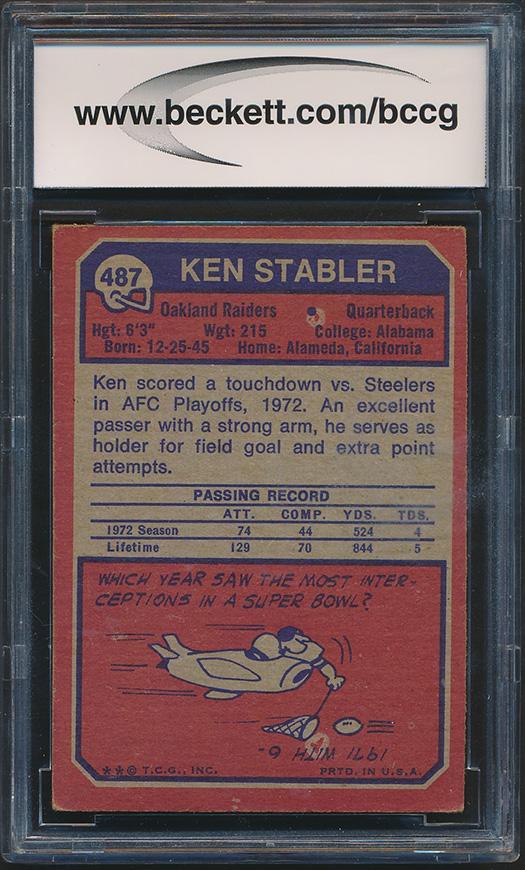 www.beckett.com/bccg
487
KEN STABLER
Oakland Raiders Quarterback
Hgt: 6'3" Wgt: 215 College: Alabama
Born: 12-25-45 Home: Alameda, California
Ken scored a touchdown vs. Steelers
in AFC Playoffs, 1972. An excellent
passer with a strong arm, he serves as
holder for field goal and extra point
attempts.
PASSING RECORD
ATT. COMP. YDS. TDS.
1972 Season 74 44 524 4
Lifetime 129 70 844 5
WHICH YEAR SAW THE MOST INTER-
CEPTIONS IN A SUPER BOWL?
1971 WITH 9-
**© T.C.G., INC. PRTD. IN U.S.A.